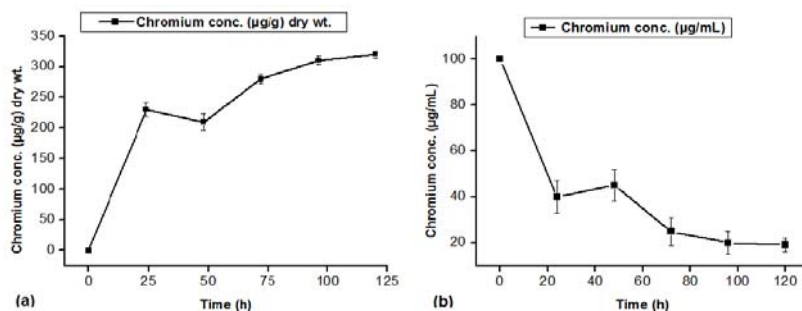 Chromium conc. (µg/g) dry wt.
Chromium conc. (µg/g) dry wt.
350
300
250
200
150
100
50
0
0 25 50 75 100 125
Time (h)
(a)
Chromium conc. (µg/mL)
Chromium conc. (µg/mL)
100
80
60
40
20
0 20 40 60 80 100 120
Time (h)
(b)